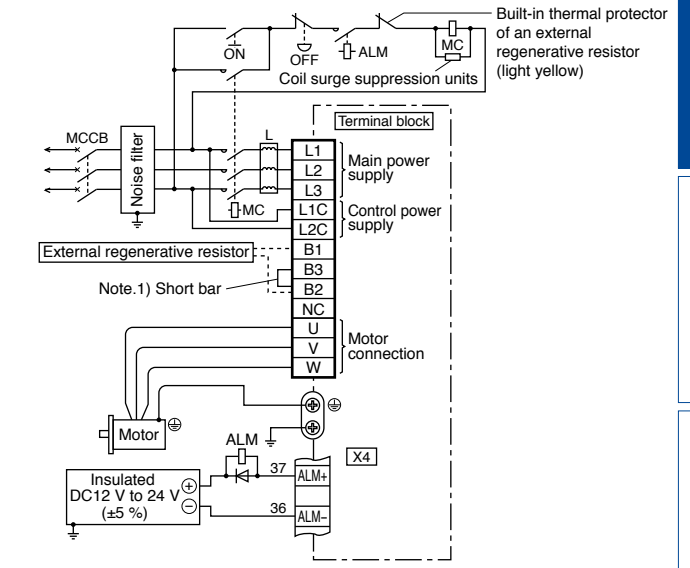 Built-in thermal protector
of an external
regenerative resistor
(light yellow)
ON
OFF
ALM
MC
Coil surge suppression units
MCCB
Noise filter
L
MC
Terminal block
L1
L2
L3
L1C
L2C
B1
B3
B2
NC
U
V
W
Main power
supply
Control power
supply
External regenerative resistor
Note.1) Short bar
Motor
connection
Motor
ALM
X4
Insulated
DC12 V to 24 V
(±5 %)
+
−
37
ALM+
36
ALM−